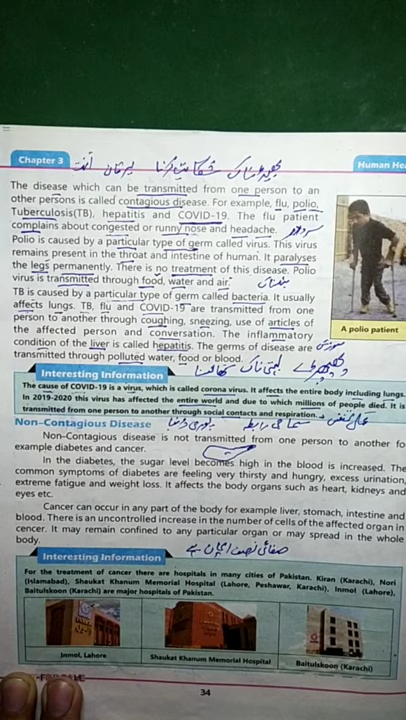 Chapter 3
Human Hea
The disease which can be transmitted from one person to an
other persons is called contagious disease. For example, flu, polio,
Tuberculosis(TB), hepatitis and COVID-19. The flu patient
complains about congested or runny nose and headache.
Polio is caused by a particular type of germ called virus. This virus
remains present in the throat and intestine of human. It paralyses
the legs permanently. There is no treatment of this disease. Polio
virus is transmitted through food, water and air.
TB is caused by a particular type of germ called bacteria. It usually
affects lungs. TB, flu and COVID-19 are transmitted from one
person to another through coughing, sneezing, use of articles of
the affected person and conversation. The inflammatory
condition of the liver is called hepatitis. The germs of disease are
transmitted through polluted water, food or blood.
A polio patient
Interesting Information
The cause of COVID-19 is a virus, which is called corona virus. It affects the entire body including lungs.
In 2019-2020 this virus has affected the entire world and due to which millions of people died. It is
transmitted from one person to another through social contacts and respiration.
Non-Contagious Disease
Non-Contagious disease is not transmitted from one person to another for
example diabetes and cancer.
In the diabetes, the sugar level becomes high in the blood is increased. The
common symptoms of diabetes are feeling very thirsty and hungry, excess urination,
extreme fatigue and weight loss. It affects the body organs such as heart, kidneys and
eyes etc.
Cancer can occur in any part of the body for example liver, stomach, intestine and
blood. There is an uncontrolled increase in the number of cells of the affected organ in
cencer. It may remain confined to any particular organ or may spread in the whole
body.
صفائی نصف ایمان ہے
Interesting Information
For the treatment of cancer there are hospitals in many cities of Pakistan. Kiran (Karachi), Nori
(Islamabad), Shaukat Khanum Memorial Hospital (Lahore, Peshawar, Karachi), Inmol (Lahore),
Baitulskoon (Karachi) are major hospitals of Pakistan.
Inmol, Lahore
Shaukat Khanum Memorial Hospital
Baitulskoon (Karachi)
34